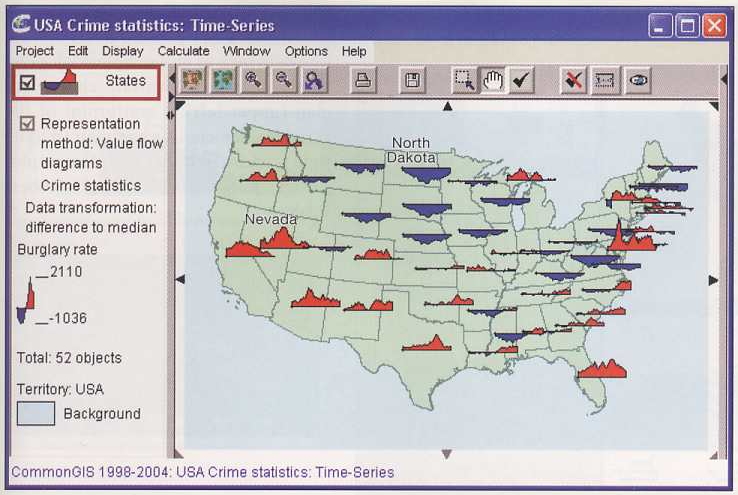 USA Crime statistics: Time-Series
Project Edit Display Calculate Window Options Help
States
Representation
method: Value flow
diagrams
Crime statistics
Data transformation:
difference to median
Burglary rate
2110
-1036
Total: 52 objects
Territory: USA
Background
North
Dakota
Nevada
CommonGIS 1998-2004: USA Crime statistics: Time-Series